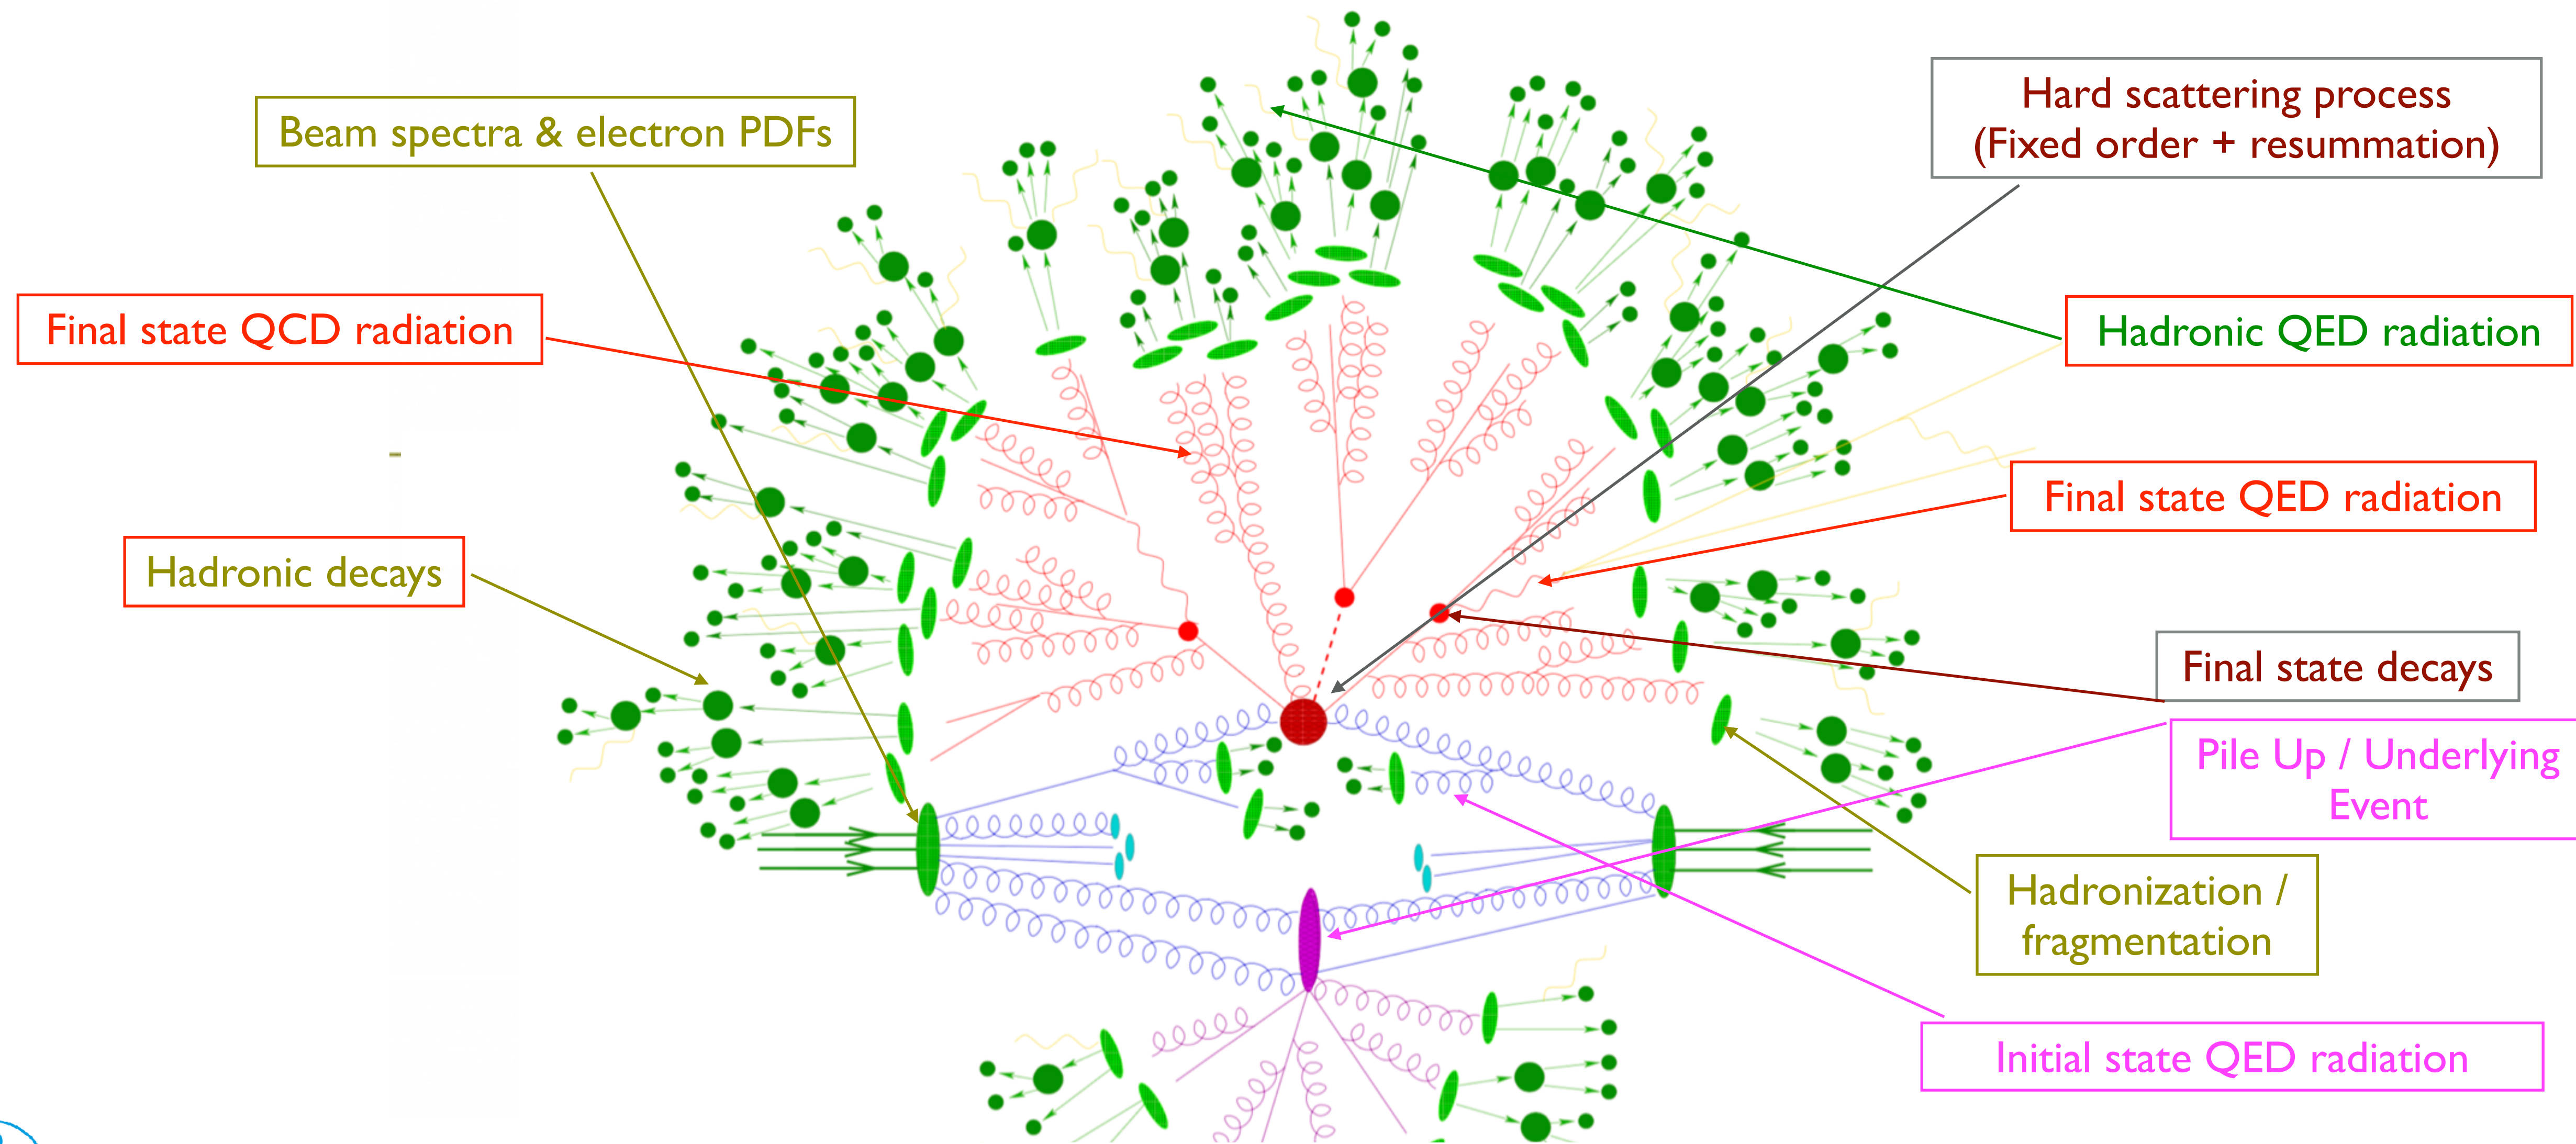 Beam spectra & electron PDFs
Hard scattering process
(Fixed order + resummation)
Final state QCD radiation
Hadronic QED radiation
Final state QED radiation
Hadronic decays
Final state decays
Pile Up / Underlying
Event
Hadronization /
fragmentation
Initial state QED radiation